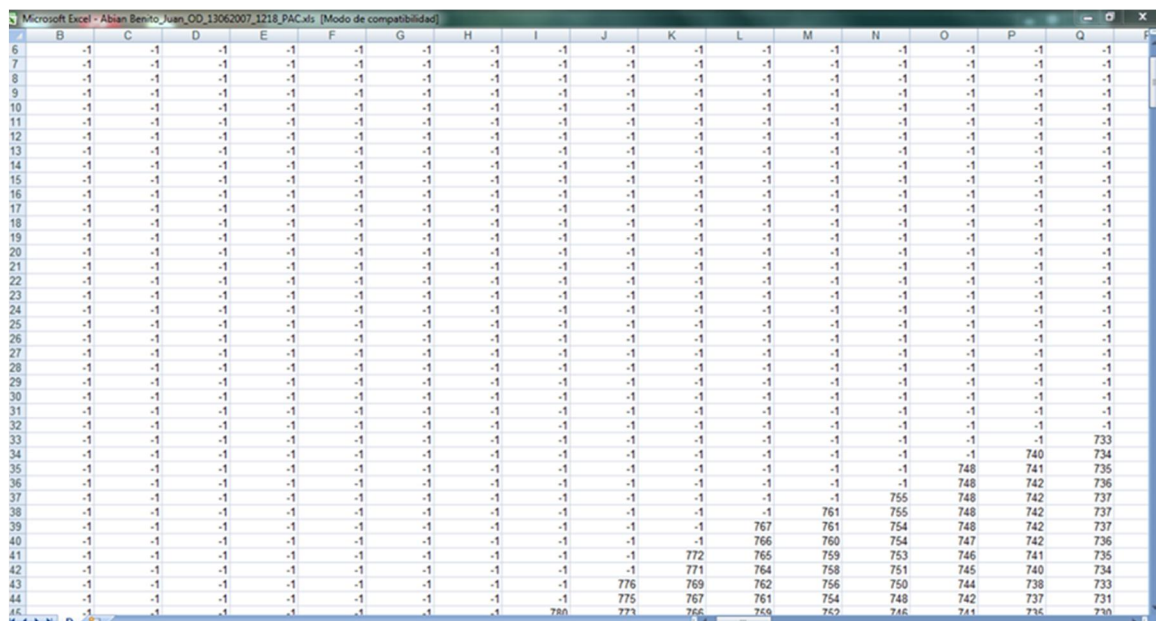 Microsoft Excel - Abian Benito_Juan_OD_13062007_1218_PAC.xls [Modo de compatibilidad]
B C D E F G H I J K L M N O P Q
6 -1 -1 -1 -1 -1 -1 -1 -1 -1 -1 -1 -1 -1 -1 -1 -1
7 -1 -1 -1 -1 -1 -1 -1 -1 -1 -1 -1 -1 -1 -1 -1 -1
8 -1 -1 -1 -1 -1 -1 -1 -1 -1 -1 -1 -1 -1 -1 -1 -1
9 -1 -1 -1 -1 -1 -1 -1 -1 -1 -1 -1 -1 -1 -1 -1 -1
10 -1 -1 -1 -1 -1 -1 -1 -1 -1 -1 -1 -1 -1 -1 -1 -1
11 -1 -1 -1 -1 -1 -1 -1 -1 -1 -1 -1 -1 -1 -1 -1 -1
12 -1 -1 -1 -1 -1 -1 -1 -1 -1 -1 -1 -1 -1 -1 -1 -1
13 -1 -1 -1 -1 -1 -1 -1 -1 -1 -1 -1 -1 -1 -1 -1 -1
14 -1 -1 -1 -1 -1 -1 -1 -1 -1 -1 -1 -1 -1 -1 -1 -1
15 -1 -1 -1 -1 -1 -1 -1 -1 -1 -1 -1 -1 -1 -1 -1 -1
16 -1 -1 -1 -1 -1 -1 -1 -1 -1 -1 -1 -1 -1 -1 -1 -1
17 -1 -1 -1 -1 -1 -1 -1 -1 -1 -1 -1 -1 -1 -1 -1 -1
18 -1 -1 -1 -1 -1 -1 -1 -1 -1 -1 -1 -1 -1 -1 -1 -1
19 -1 -1 -1 -1 -1 -1 -1 -1 -1 -1 -1 -1 -1 -1 -1 -1
20 -1 -1 -1 -1 -1 -1 -1 -1 -1 -1 -1 -1 -1 -1 -1 -1
21 -1 -1 -1 -1 -1 -1 -1 -1 -1 -1 -1 -1 -1 -1 -1 -1
22 -1 -1 -1 -1 -1 -1 -1 -1 -1 -1 -1 -1 -1 -1 -1 -1
23 -1 -1 -1 -1 -1 -1 -1 -1 -1 -1 -1 -1 -1 -1 -1 -1
24 -1 -1 -1 -1 -1 -1 -1 -1 -1 -1 -1 -1 -1 -1 -1 -1
25 -1 -1 -1 -1 -1 -1 -1 -1 -1 -1 -1 -1 -1 -1 -1 -1
26 -1 -1 -1 -1 -1 -1 -1 -1 -1 -1 -1 -1 -1 -1 -1 -1
27 -1 -1 -1 -1 -1 -1 -1 -1 -1 -1 -1 -1 -1 -1 -1 -1
28 -1 -1 -1 -1 -1 -1 -1 -1 -1 -1 -1 -1 -1 -1 -1 -1
29 -1 -1 -1 -1 -1 -1 -1 -1 -1 -1 -1 -1 -1 -1 -1 -1
30 -1 -1 -1 -1 -1 -1 -1 -1 -1 -1 -1 -1 -1 -1 -1 -1
31 -1 -1 -1 -1 -1 -1 -1 -1 -1 -1 -1 -1 -1 -1 -1 -1
32 -1 -1 -1 -1 -1 -1 -1 -1 -1 -1 -1 -1 -1 -1 -1 -1
33 -1 -1 -1 -1 -1 -1 -1 -1 -1 -1 -1 -1 -1 -1 -1 733
34 -1 -1 -1 -1 -1 -1 -1 -1 -1 -1 -1 -1 -1 -1 740 734
35 -1 -1 -1 -1 -1 -1 -1 -1 -1 -1 -1 -1 -1 748 741 735
36 -1 -1 -1 -1 -1 -1 -1 -1 -1 -1 -1 -1 -1 748 742 736
37 -1 -1 -1 -1 -1 -1 -1 -1 -1 -1 -1 -1 755 748 742 737
38 -1 -1 -1 -1 -1 -1 -1 -1 -1 -1 -1 761 755 748 742 737
39 -1 -1 -1 -1 -1 -1 -1 -1 -1 -1 767 761 754 748 742 737
40 -1 -1 -1 -1 -1 -1 -1 -1 -1 -1 766 760 754 747 742 736
41 -1 -1 -1 -1 -1 -1 -1 -1 -1 772 765 759 753 746 741 735
42 -1 -1 -1 -1 -1 -1 -1 -1 -1 771 764 758 751 745 740 734
43 -1 -1 -1 -1 -1 -1 -1 -1 776 769 762 756 750 744 738 733
44 -1 -1 -1 -1 -1 -1 -1 -1 775 767 761 754 748 742 737 731
45 -1 -1 -1 -1 -1 -1 -1 780 773 766 759 752 746 741 735 730